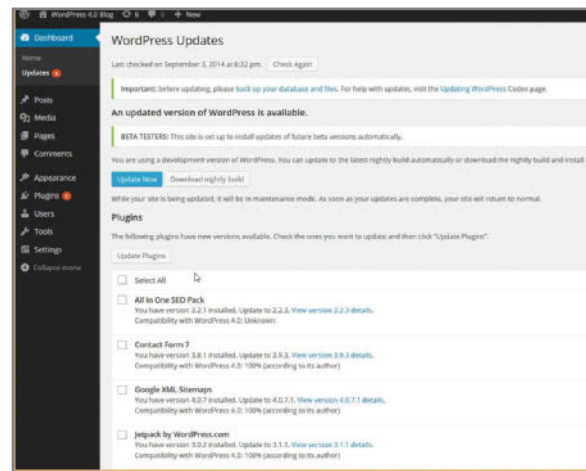 WordPress 4.0 Blog 6 New
Dashboard
Home
Updates
Posts
Media
Pages
Comments
Appearance
Plugins
Users
Tools
Settings
Collapse menu
WordPress Updates
Last checked on September 3, 2014 at 8:32 pm. Check Again
Important: before updating, please back up your database and files. For help with updates, visit the Updating WordPress Codex page.
An updated version of WordPress is available.
BETA TESTERS: This site is set up to install updates of future beta versions automatically.
You are using a development version of WordPress. You can update to the latest nightly build automatically or download the nightly build and install
Update Now Download nightly build
While your site is being updated, it will be in maintenance mode. As soon as your updates are complete, your site will return to normal.
Plugins
The following plugins have new versions available. Check the ones you want to update and then click "Update Plugins".
Update Plugins
Select All
All in One SEO Pack
You have version 2.2.1 installed. Update to 2.2.3. View version 2.2.3 details.
Compatibility with WordPress 4.0: Unknown
Contact Form 7
You have version 3.8.1 installed. Update to 3.9.3. View version 3.9.3 details.
Compatibility with WordPress 4.0: 100% (according to its author)
Google XML Sitemaps
You have version 4.0.7 installed. Update to 4.0.7.1. View version 4.0.7.1 details.
Compatibility with WordPress 4.0: 100% (according to its author)
Jetpack by WordPress.com
You have version 3.0.2 installed. Update to 3.1.1. View version 3.1.1 details.
Compatibility with WordPress 4.0: 100% (according to its author)